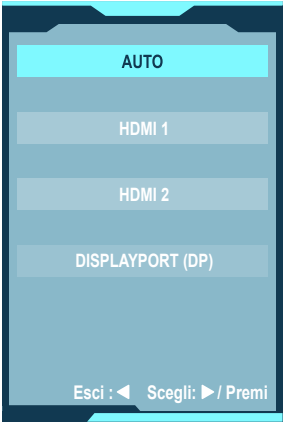 AUTO
HDMI 1
HDMI 2
DISPLAYPORT (DP)
Esci : ◀ Scegli: ▶ / Premi